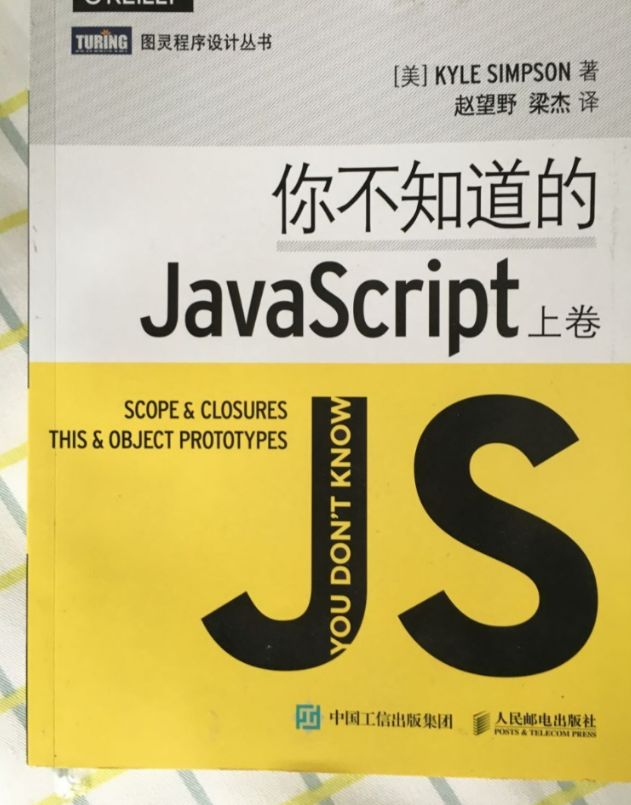 O'REILLY
TURING 图灵程序设计丛书
[美] KYLE SIMPSON 著
赵望野 梁杰 译
你不知道的
JavaScript 上卷
SCOPE & CLOSURES
THIS & OBJECT PROTOTYPES
JS
YOU DON'T KNOW
中国工信出版集团
人民邮电出版社
POSTS & TELECOM PRESS